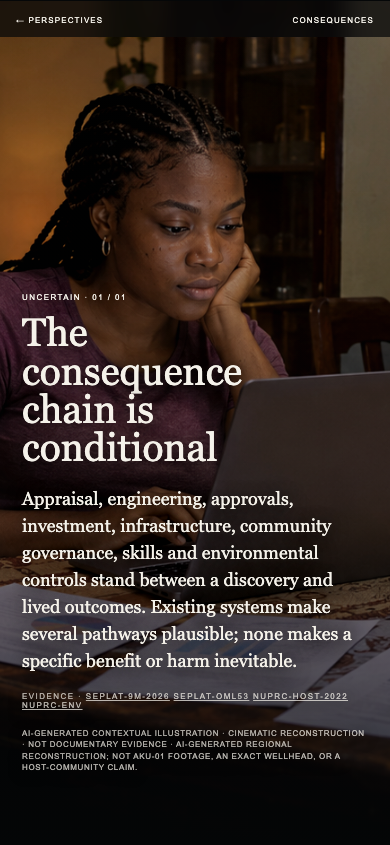 ← PERSPECTIVES
CONSEQUENCES
UNCERTAIN · 01 / 01
The
consequence
chain is
conditional
Appraisal, engineering, approvals,
investment, infrastructure, community
governance, skills and environmental
controls stand between a discovery and
lived outcomes. Existing systems make
several pathways plausible; none makes a
specific benefit or harm inevitable.
EVIDENCE · SEPLAT-9M-2026 SEPLAT-OML53 NUPRC-HOST-2022
NUPRC-ENV
AI-GENERATED CONTEXTUAL ILLUSTRATION · CINEMATIC RECONSTRUCTION
· NOT DOCUMENTARY EVIDENCE · AI-GENERATED REGIONAL
RECONSTRUCTION; NOT AKU-01 FOOTAGE, AN EXACT WELLHEAD, OR A
HOST-COMMUNITY CLAIM.